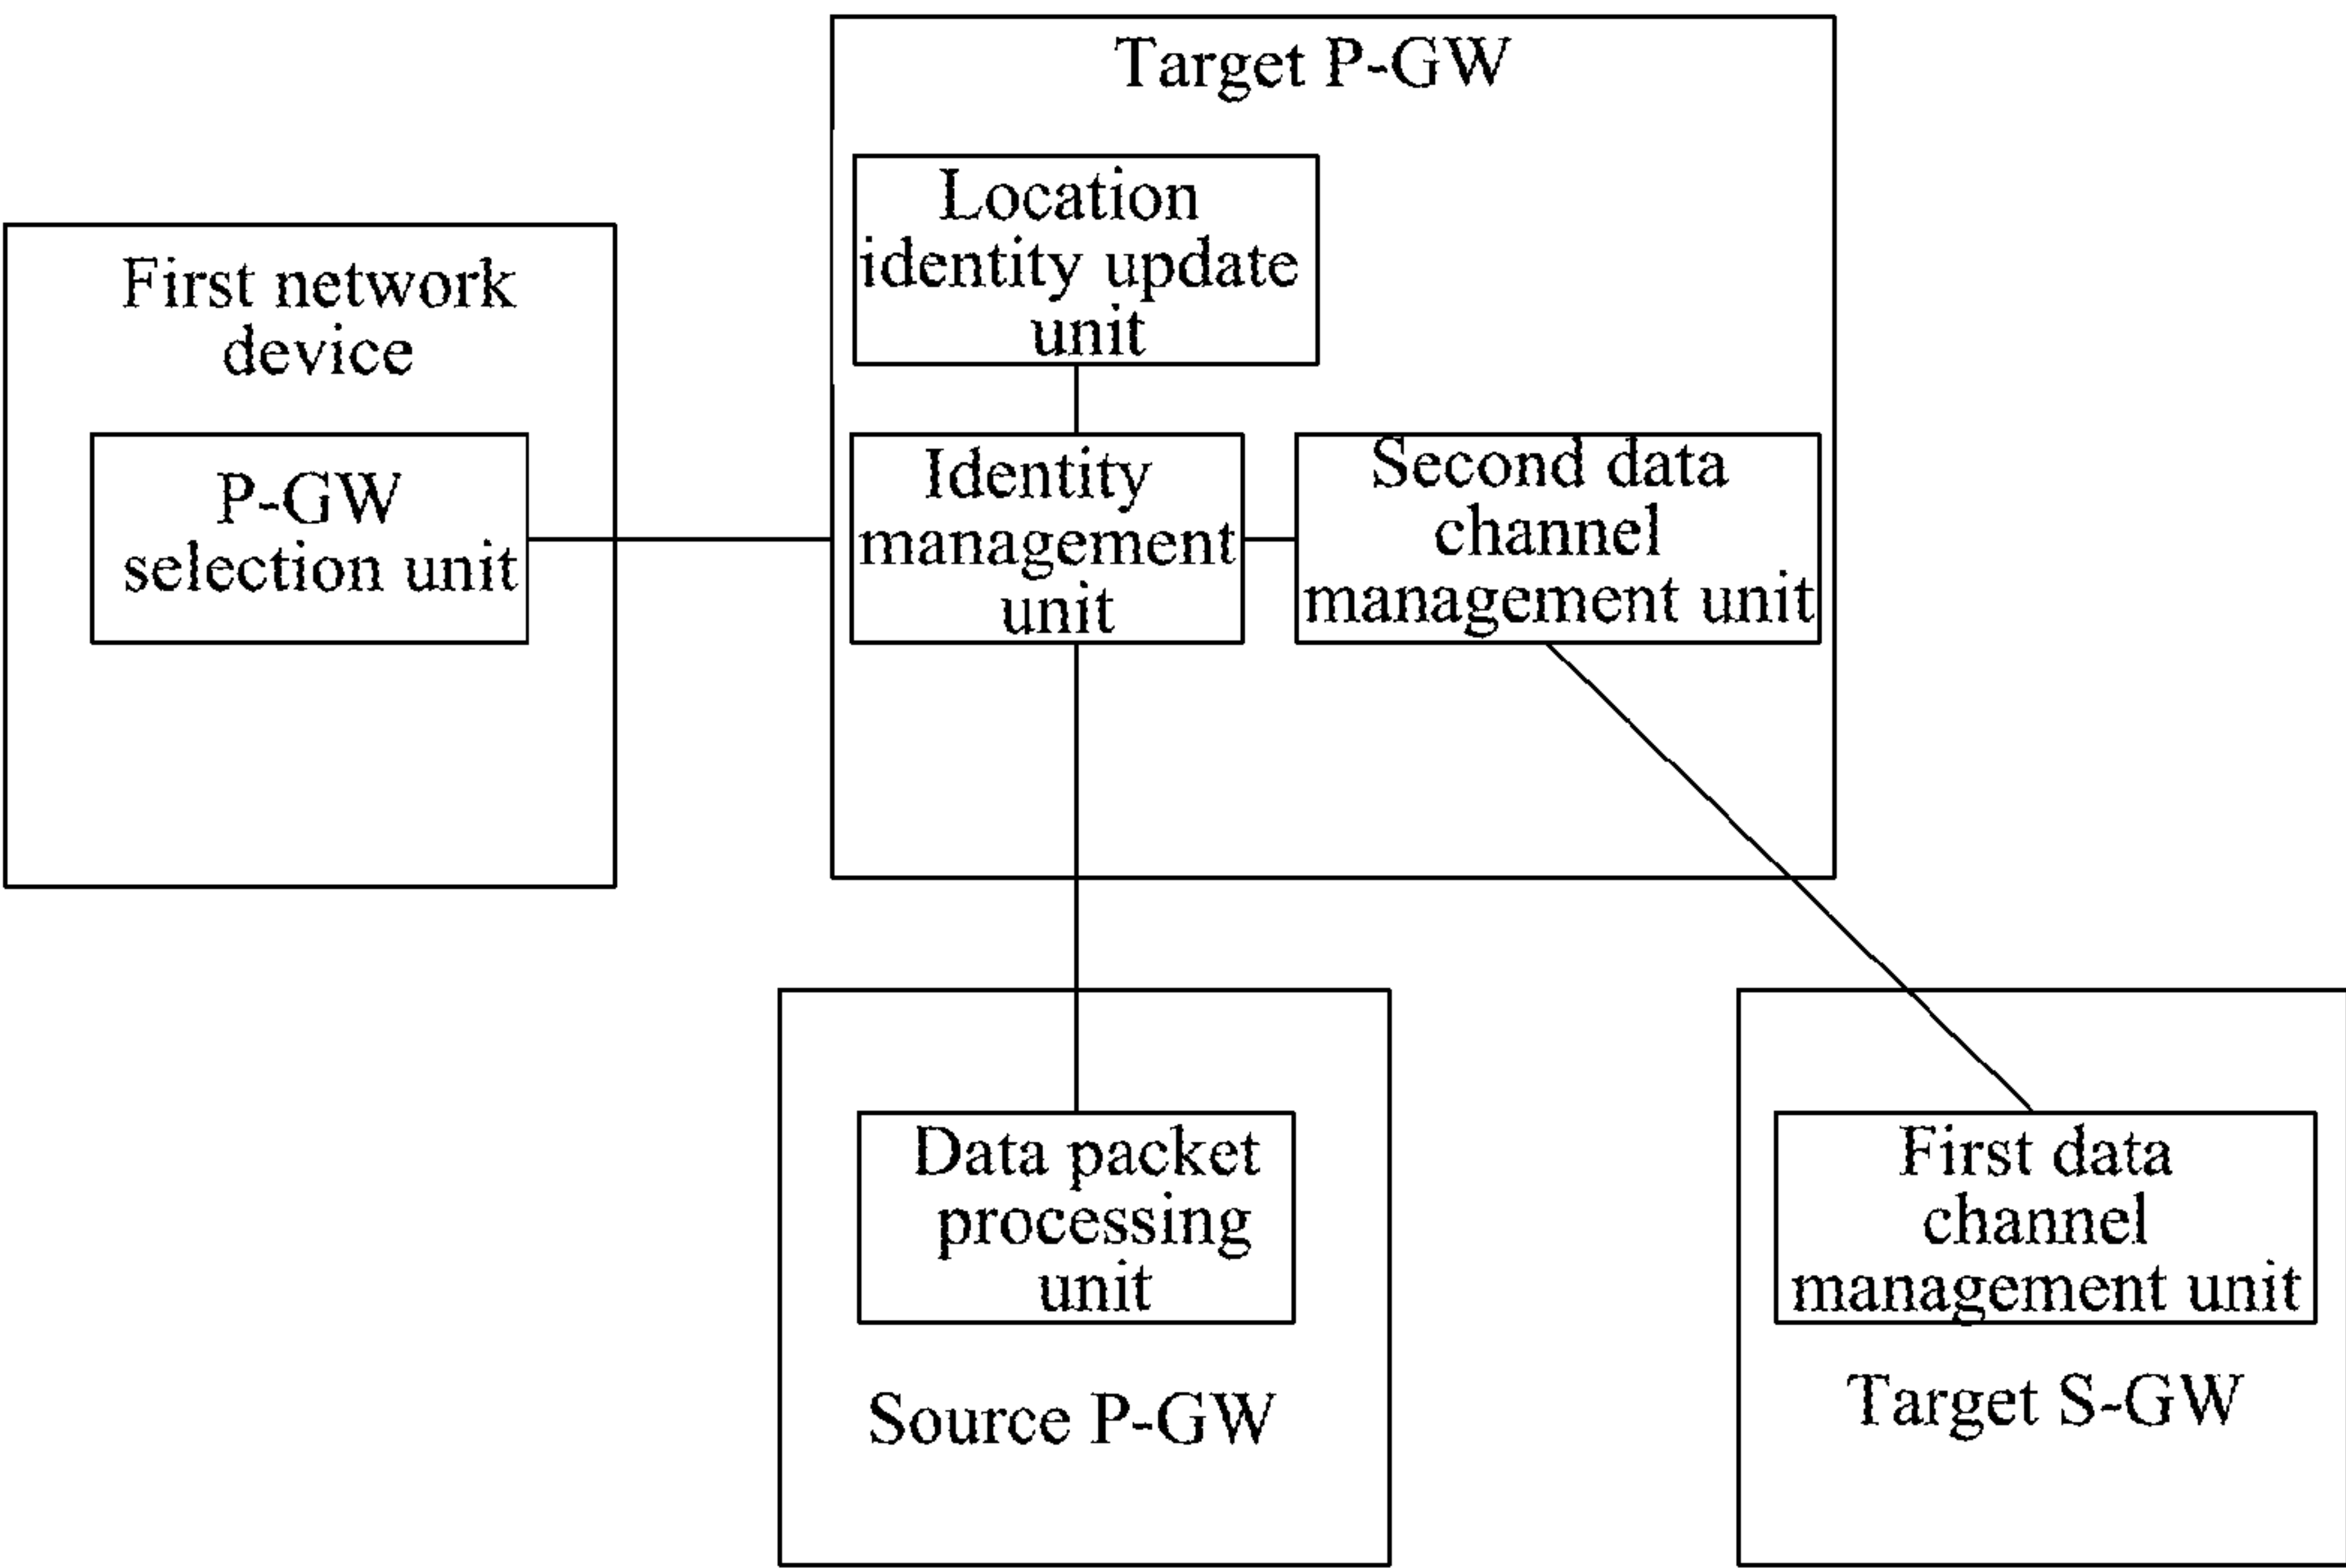 Target P-GW
Location
identity update
unit
First network
device
P-GW
selection unit
Identity
management
unit
Second data
channel
management unit
Data packet
processing
unit
Source P-GW
First data
channel
management unit
Target S-GW